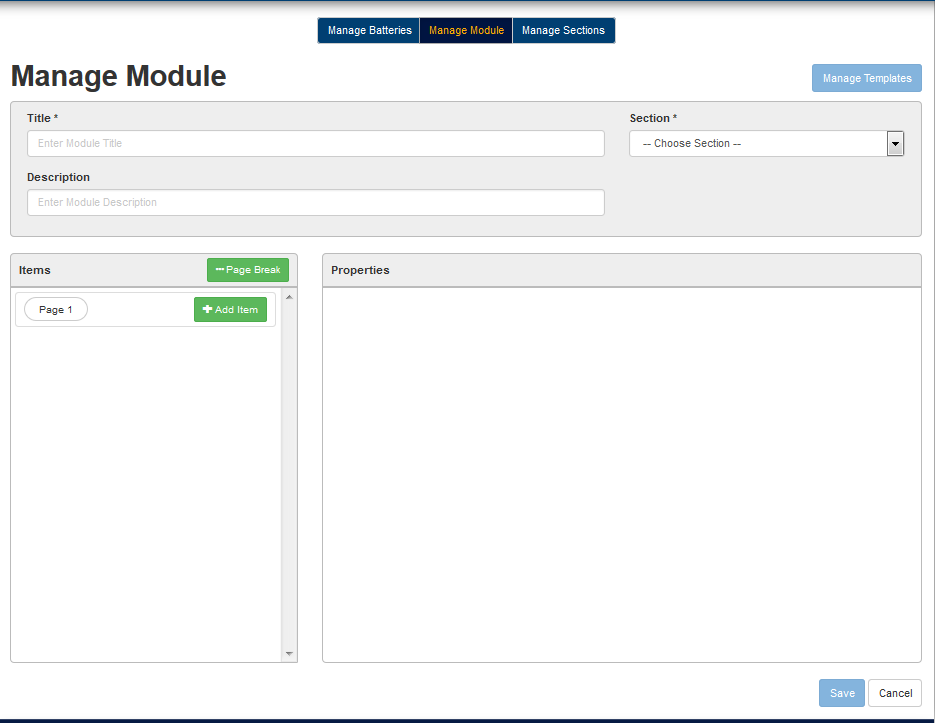 Manage Batteries Manage Module Manage Sections
Manage Module
Manage Templates
Title *
Section *
Enter Module Title
-- Choose Section --
Description
Enter Module Description
Items
Page Break
Properties
Page 1
Add Item
Save
Cancel